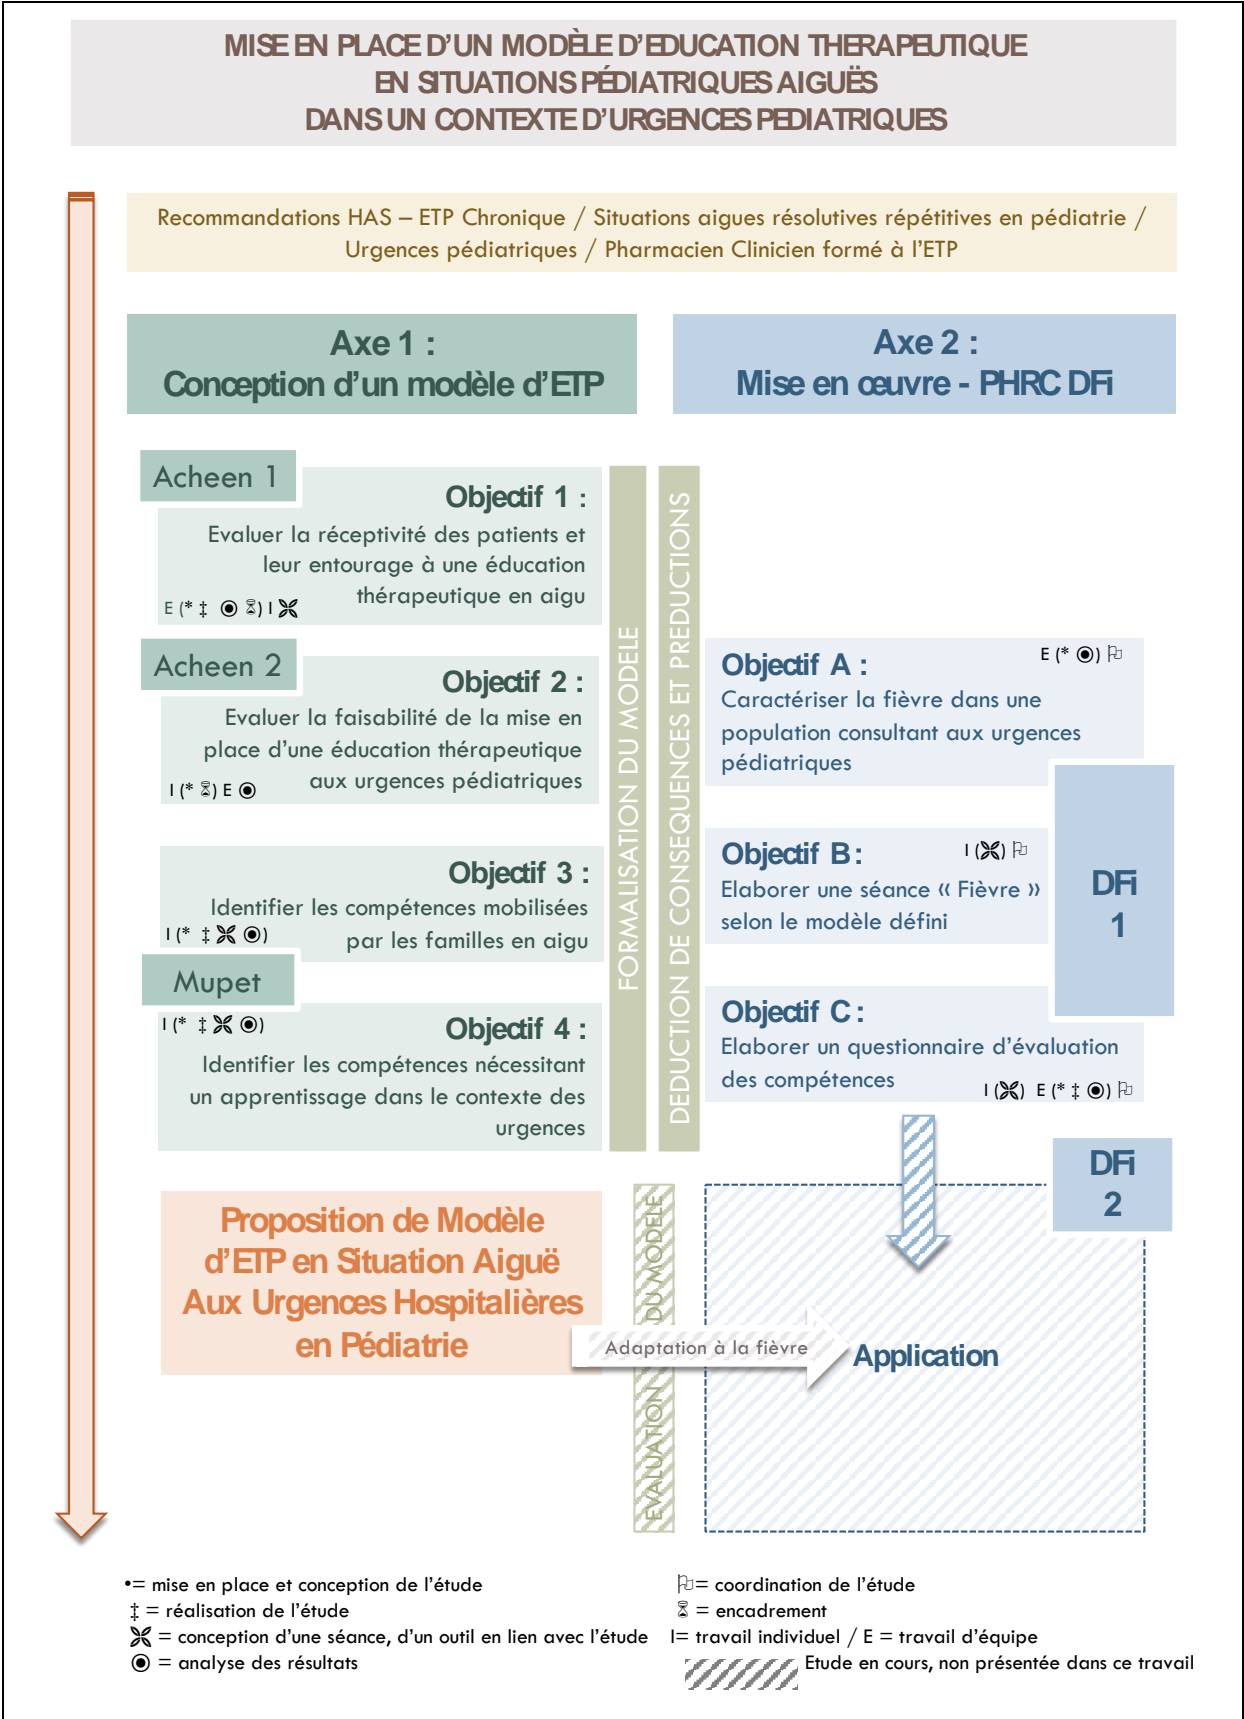 MISE EN PLACE D’UN MODÈLE D’EDUCATION THERAPEUTIQUE
EN SITUATIONS PÉDIATRIQUES AIGUËS
DANS UN CONTEXTE D’URGENCES PEDIATRIQUES
Recommandations HAS – ETP Chronique / Situations aigues résolutives répétitives en pédiatrie /
Urgences pédiatriques / Pharmacien Clinicien formé à l’ETP
Axe 1 :
Conception d’un modèle d’ETP
Axe 2 :
Mise en œuvre - PHRC DFi
Acheen 1
Objectif 1 :
Evaluer la réceptivité des patients et
leur entourage à une éducation
thérapeutique en aigu
E (* ‡ ◉ ⌛) I ✠
Acheen 2
Objectif 2 :
Evaluer la faisabilité de la mise en
place d’une éducation thérapeutique
aux urgences pédiatriques
I (* ⌛) E ◉
Objectif 3 :
Identifier les compétences mobilisées
par les familles en aigu
I (* ‡ ✠ ◉)
Mupet
I (* ‡ ✠ ◉)
Objectif 4 :
Identifier les compétences nécessitant
un apprentissage dans le contexte des
urgences
FORMALISATION DU MODELE
DEDUCTION DE CONSEQUENCES ET PREDUCTIONS
Objectif A :
E (* ◉) ⚐
Caractériser la fièvre dans une
population consultant aux urgences
pédiatriques
Objectif B :
I (✠) ⚐
Elaborer une séance « Fièvre »
selon le modèle défini
DFi
1
Objectif C :
Elaborer un questionnaire d’évaluation
des compétences
I (✠) E (* ‡ ◉) ⚐
DFi
2
Proposition de Modèle
d’ETP en Situation Aiguë
Aux Urgences Hospitalières
en Pédiatrie
EVALUATION DU MODELE
Adaptation à la fièvre
Application
•= mise en place et conception de l’étude
‡ = réalisation de l’étude
✠ = conception d’une séance, d’un outil en lien avec l’étude
◉ = analyse des résultats
⚐= coordination de l’étude
⌛ = encadrement
I= travail individuel / E = travail d’équipe
Etude en cours, non présentée dans ce travail